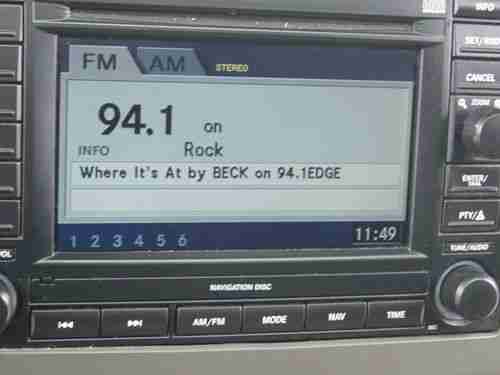 INFO
FM AM STEREO
CANCEL
ZOOM
94.1 on
INFO Rock
Where It's At by BECK on 94.1EDGE
ENTER/
PTY/
1 2 3 4 5 6 11:49
TUNE/AUDIO
NAVIGATION DISC
AM/FM MODE NAV TIME